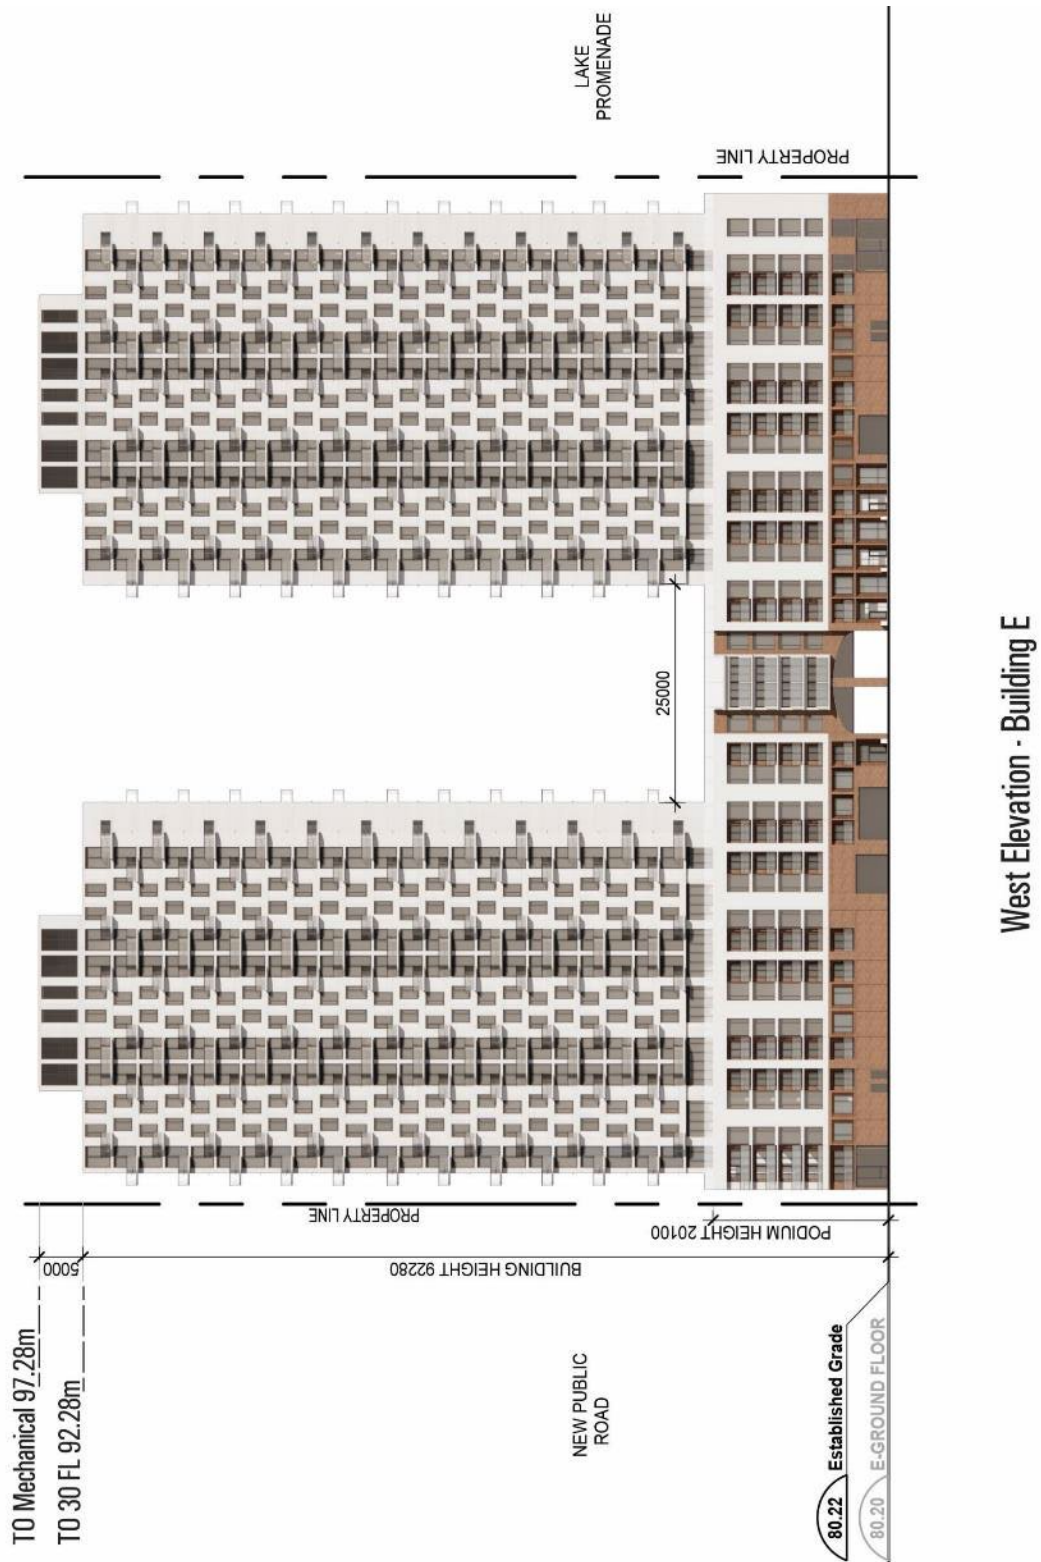 TO Mechanical 97.28m
TO 30 FL 92.28m
5000
BUILDING HEIGHT 92280
PODIUM HEIGHT 20100
PROPERTY LINE
25000
PROPERTY LINE
NEW PUBLIC
ROAD
LAKE
PROMENADE
80.22 Established Grade
80.20 E-GROUND FLOOR
West Elevation - Building E